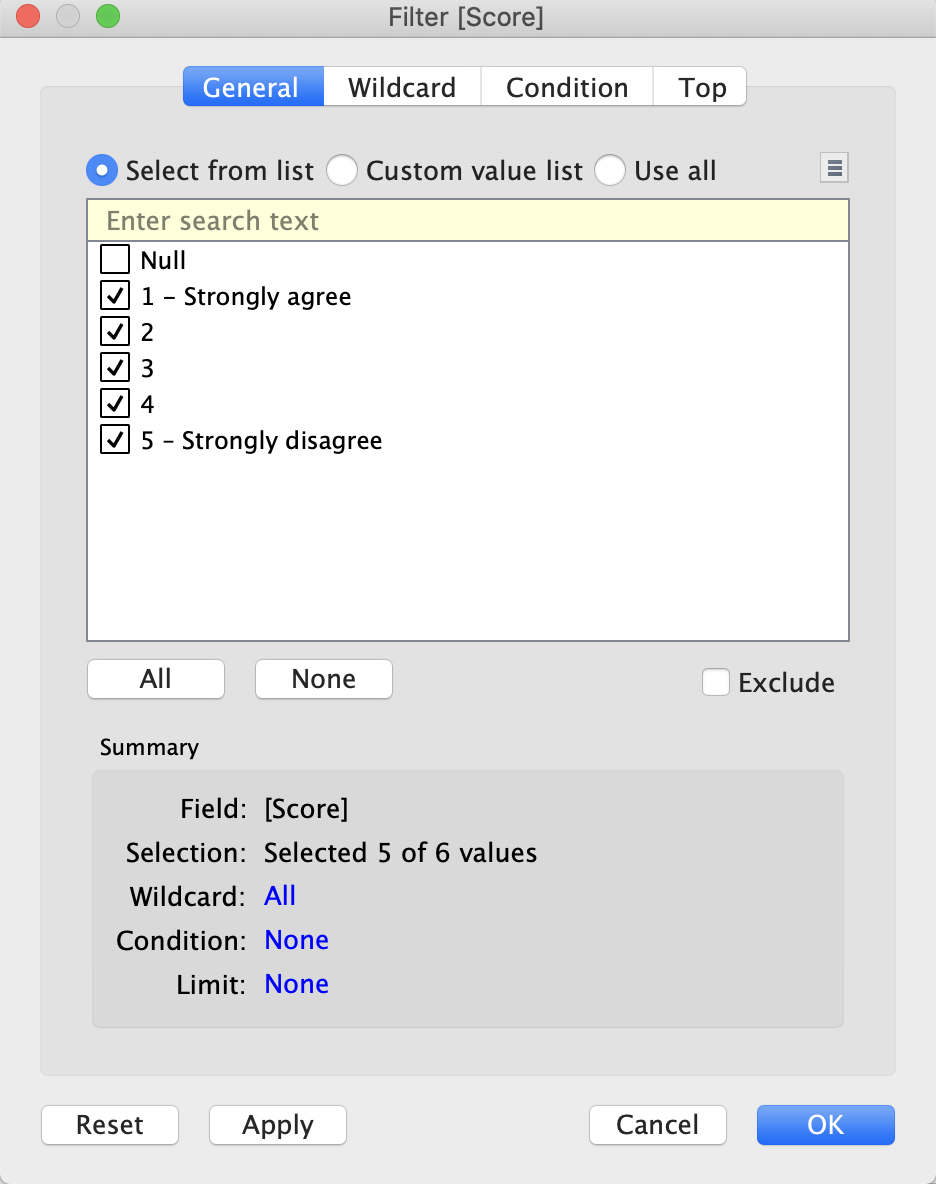 Filter [Score]
General Wildcard Condition Top
Select from list Custom value list Use all
Enter search text
Null
1 – Strongly agree
2
3
4
5 – Strongly disagree
All None Exclude
Summary
Field: [Score]
Selection: Selected 5 of 6 values
Wildcard: All
Condition: None
Limit: None
Reset Apply Cancel OK